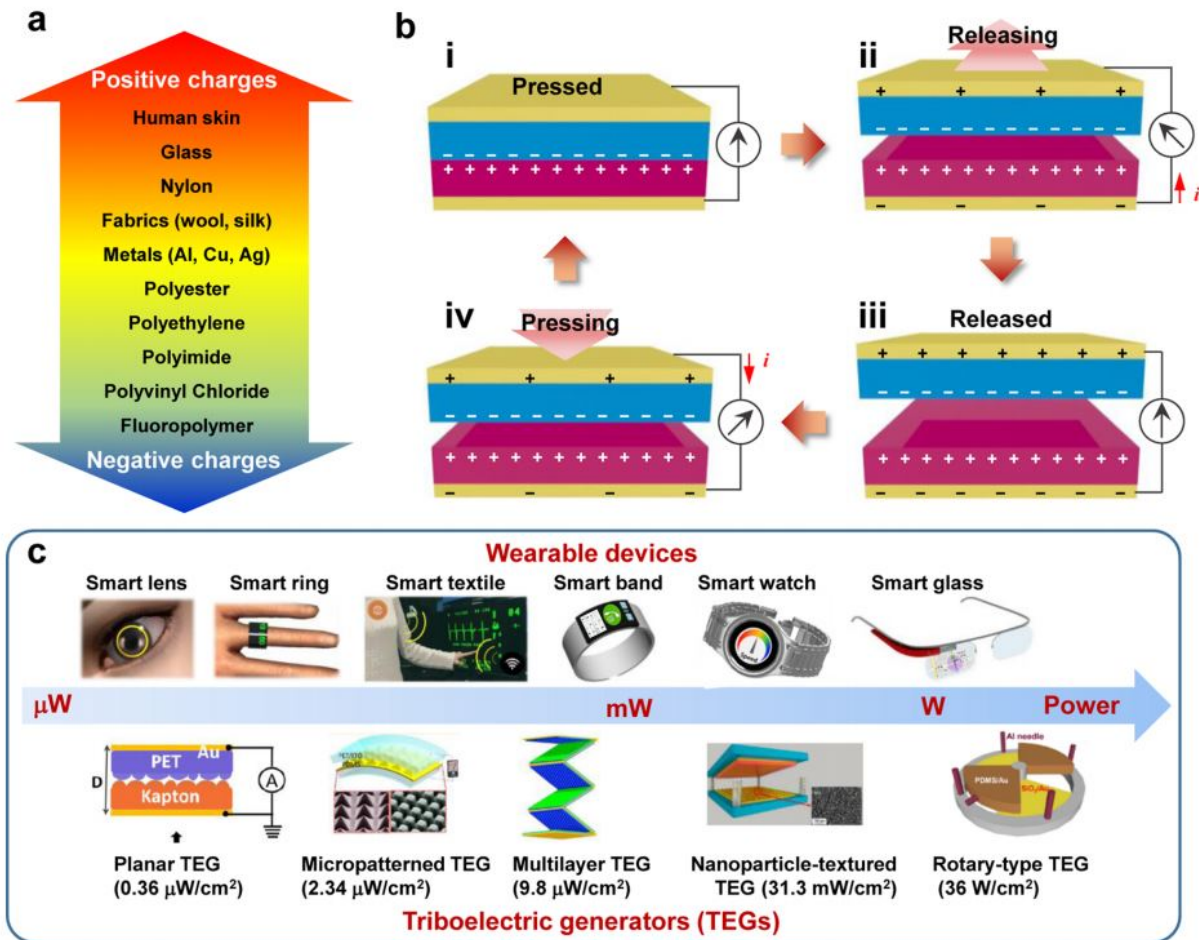 a
Positive charges
Human skin
Glass
Nylon
Fabrics (wool, silk)
Metals (Al, Cu, Ag)
Polyester
Polyethylene
Polyimide
Polyvinyl Chloride
Fluoropolymer
Negative charges
b
i
Pressed
ii
Releasing
i
iv
Pressing
i
iii
Released
c
Wearable devices
Smart lens
Smart ring
Smart textile
Smart band
Smart watch
Smart glass
Speed
μW
mW
W
Power
D
PET
Au
Kapton
A
Al needle
PDMS/Au
SiO₂/Au
Planar TEG
(0.36 μW/cm²)
Micropatterned TEG
(2.34 μW/cm²)
Multilayer TEG
(9.8 μW/cm²)
Nanoparticle-textured
TEG (31.3 mW/cm²)
Rotary-type TEG
(36 W/cm²)
Triboelectric generators (TEGs)